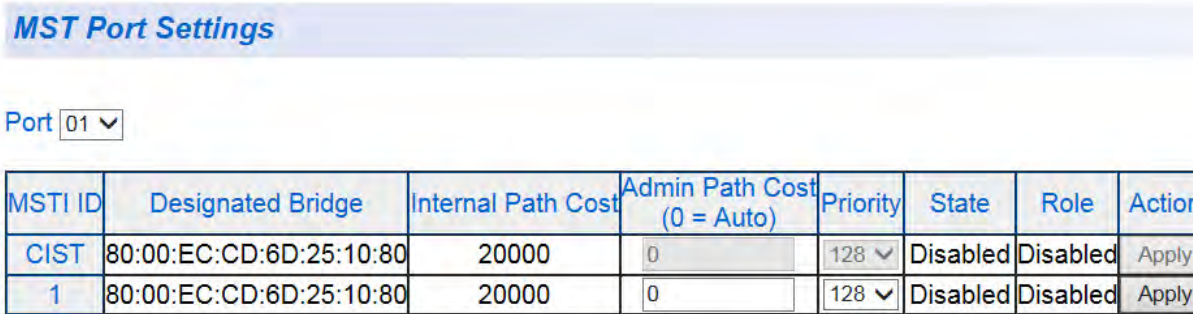 MST Port Settings
Port 01
MSTI ID Designated Bridge Internal Path Cost Admin Path Cost (0 = Auto) Priority State Role Action
CIST 80:00:EC:CD:6D:25:10:80 20000 0 128 Disabled Disabled Apply
1 80:00:EC:CD:6D:25:10:80 20000 0 128 Disabled Disabled Apply